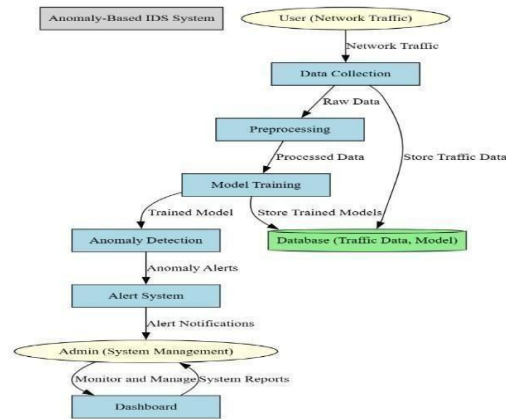 Anomaly-Based IDS System
User (Network Traffic)
Network Traffic
Data Collection
Raw Data
Preprocessing
Processed Data
Store Traffic Data
Model Training
Trained Model
Store Trained Models
Anomaly Detection
Database (Traffic Data, Model)
Anomaly Alerts
Alert System
Alert Notifications
Admin (System Management)
Monitor and Manage
System Reports
Dashboard